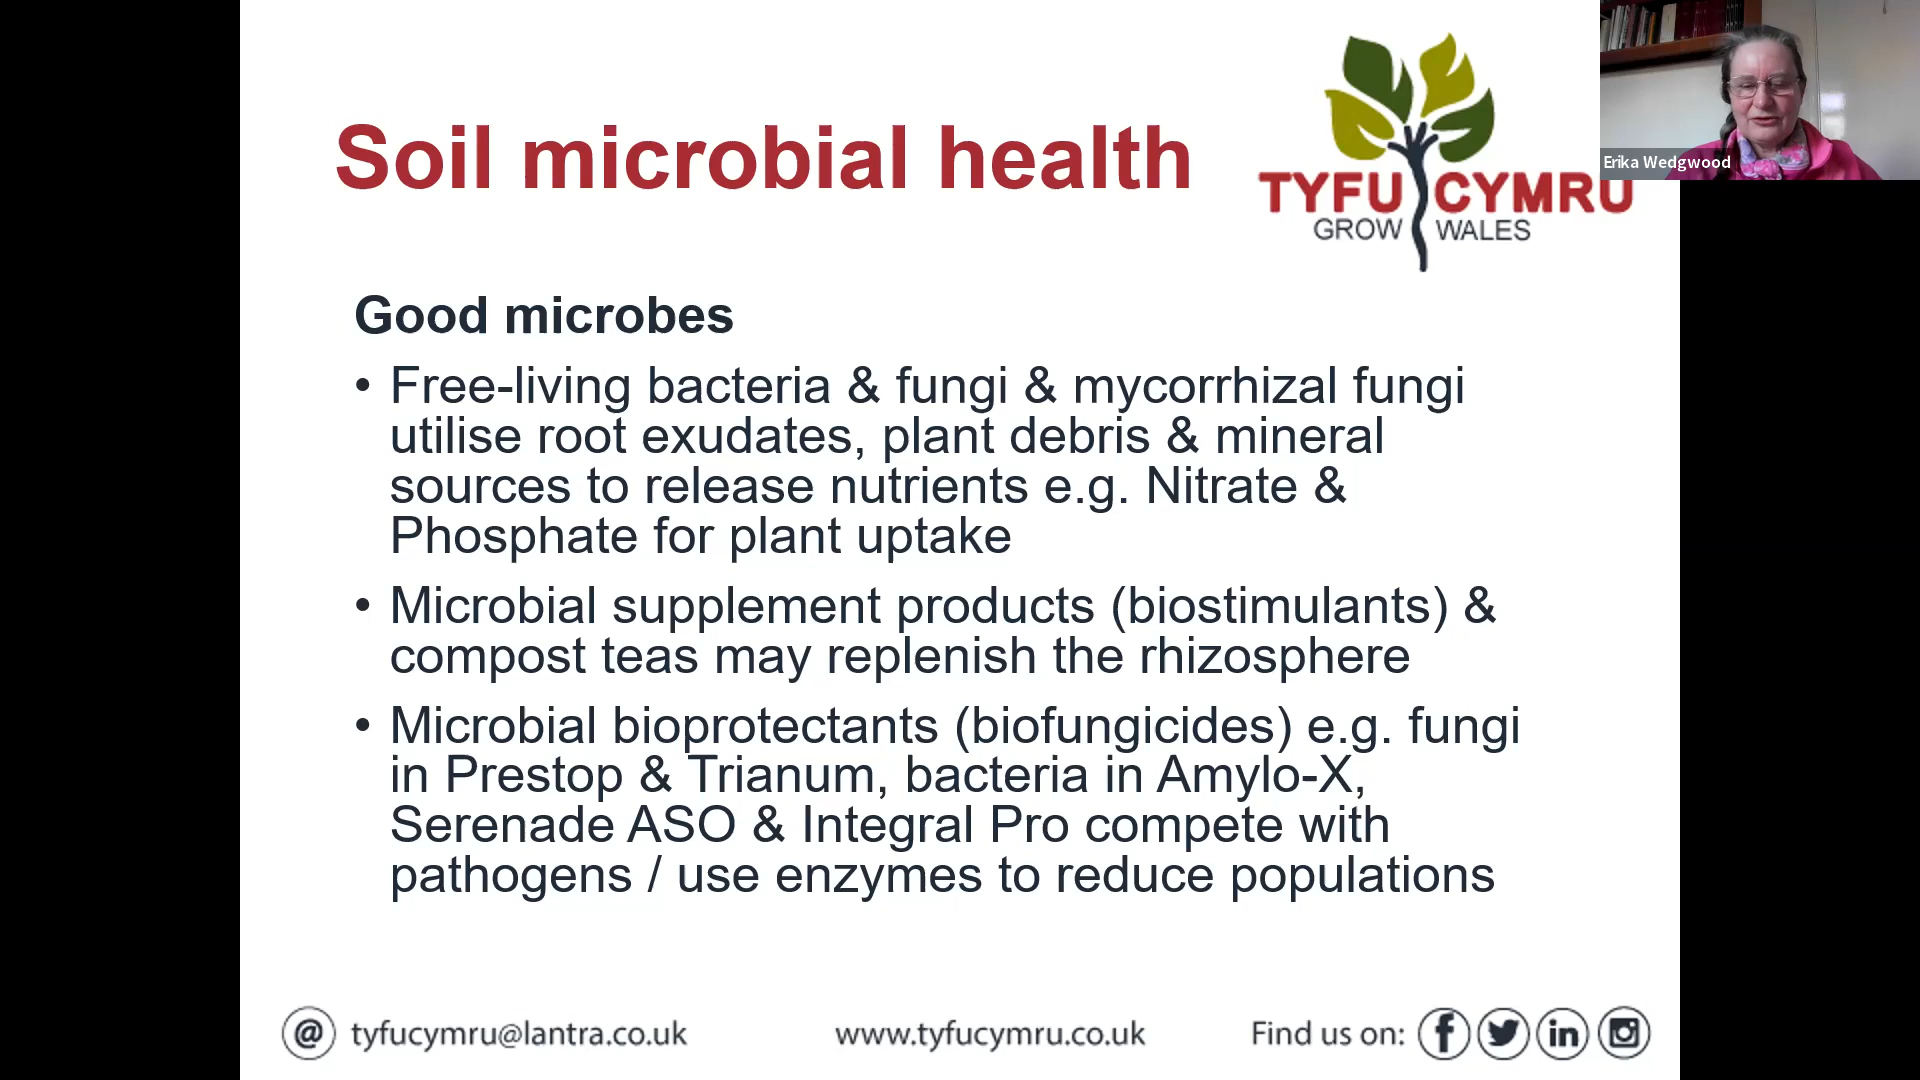 Soil microbial health
TYFU CYMRU
GROW WALES
Erika Wedgwood
Good microbes
• Free-living bacteria & fungi & mycorrhizal fungi
utilise root exudates, plant debris & mineral
sources to release nutrients e.g. Nitrate &
Phosphate for plant uptake
• Microbial supplement products (biostimulants) &
compost teas may replenish the rhizosphere
• Microbial bioprotectants (biofungicides) e.g. fungi
in Prestop & Trianum, bacteria in Amylo-X,
Serenade ASO & Integral Pro compete with
pathogens / use enzymes to reduce populations
@ tyfucymru@lantra.co.uk
www.tyfucymru.co.uk
Find us on: f in